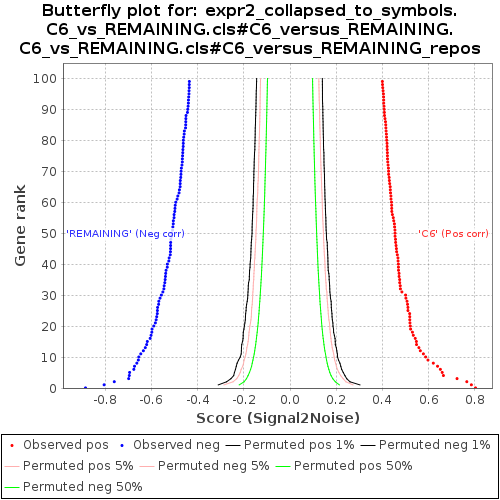 Butterfly plot for: expr2_collapsed_to_symbols.
C6_vs_REMAINING.cls#C6_versus_REMAINING.
C6_vs_REMAINING.cls#C6_versus_REMAINING_repos
100
90
80
70
60
50
40
30
20
10
0
Gene rank
'REMAINING' (Neg corr)
'C6' (Pos corr)
-0.8 -0.6 -0.4 -0.2 0.0 0.2 0.4 0.6 0.8
Score (Signal2Noise)
Observed pos Observed neg Permuted pos 1% Permuted neg 1%
Permuted pos 5% Permuted neg 5% Permuted pos 50%
Permuted neg 50%